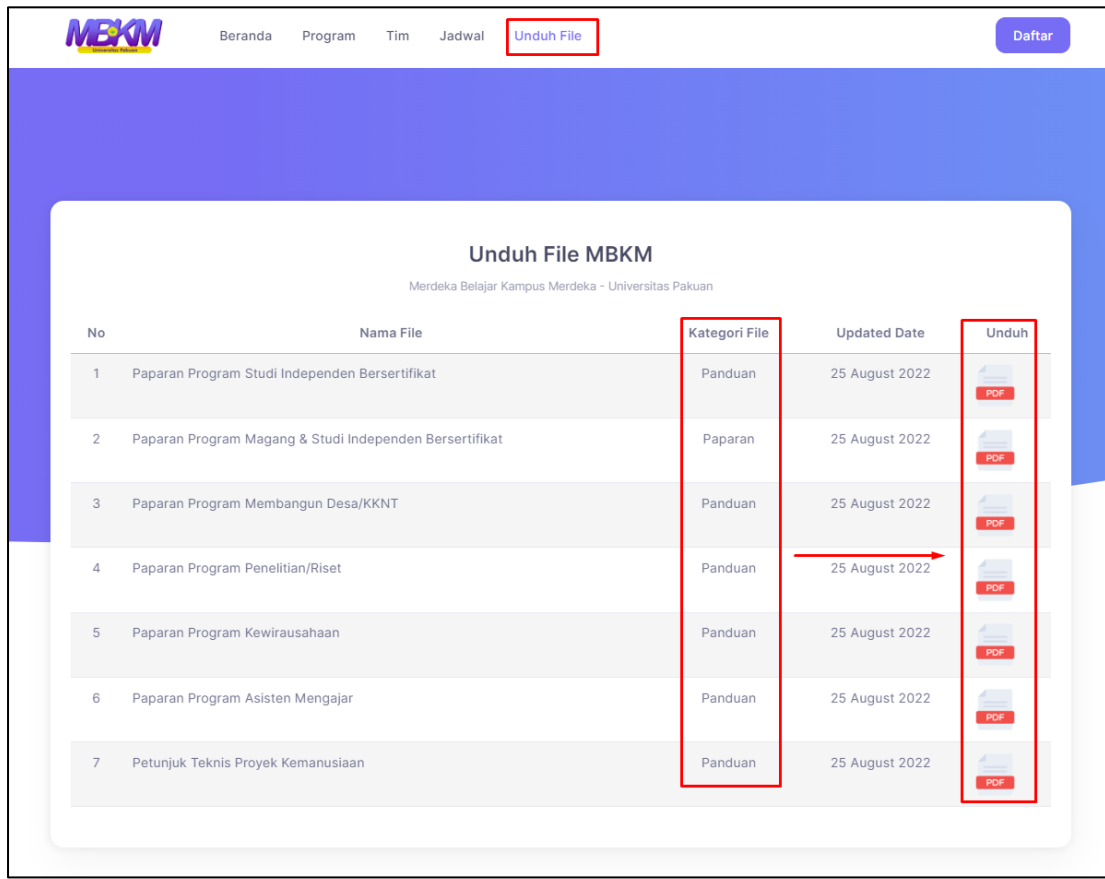 MBKM
Universitas Pakuan
Beranda Program Tim Jadwal Unduh File Daftar
Unduh File MBKM
Merdeka Belajar Kampus Merdeka - Universitas Pakuan
No Nama File Kategori File Updated Date Unduh
1 Paparan Program Studi Independen Bersertifikat Panduan 25 August 2022 PDF
2 Paparan Program Magang & Studi Independen Bersertifikat Paparan 25 August 2022 PDF
3 Paparan Program Membangun Desa/KKNT Panduan 25 August 2022 PDF
4 Paparan Program Penelitian/Riset Panduan 25 August 2022 PDF
5 Paparan Program Kewirausahaan Panduan 25 August 2022 PDF
6 Paparan Program Asisten Mengajar Panduan 25 August 2022 PDF
7 Petunjuk Teknis Proyek Kemanusiaan Panduan 25 August 2022 PDF